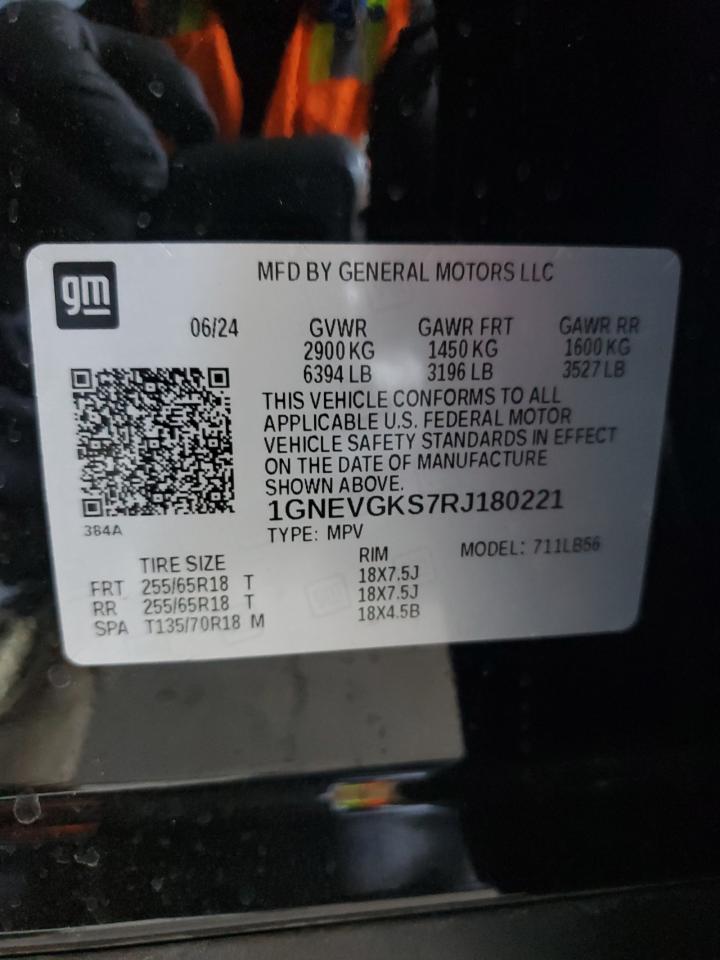 gm
MFD BY GENERAL MOTORS LLC
06/24 GVWR GAWR FRT GAWR RR
2900 KG 1450 KG 1600 KG
6394 LB 3196 LB 3527 LB
THIS VEHICLE CONFORMS TO ALL
APPLICABLE U.S. FEDERAL MOTOR
VEHICLE SAFETY STANDARDS IN EFFECT
ON THE DATE OF MANUFACTURE
SHOWN ABOVE.
1GNEVGKS7RJ180221
384A
TYPE: MPV MODEL: 711LB56
TIRE SIZE RIM
FRT 255/65R18 T 18X7.5J
RR 255/65R18 T 18X7.5J
SPA T135/70R18 M 18X4.5B